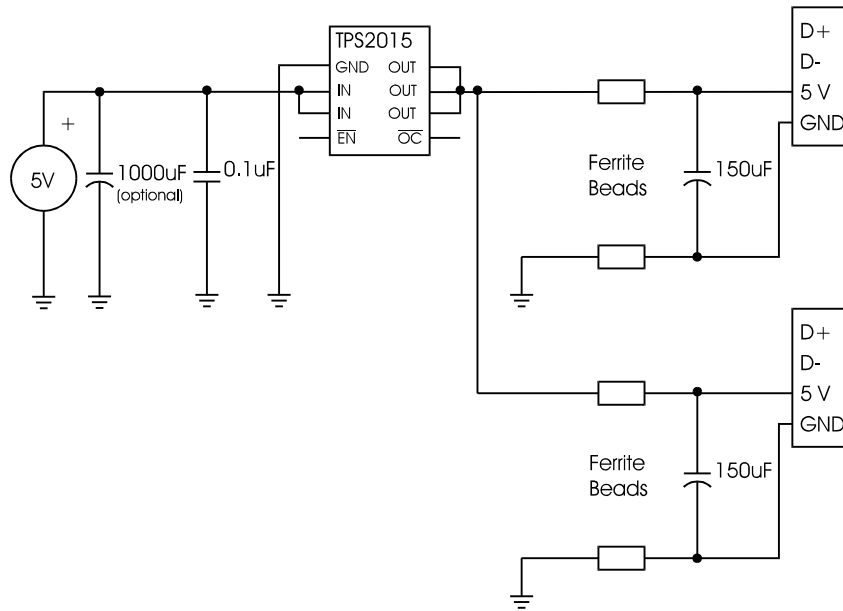 TPS2015
GND OUT
IN OUT
IN OUT
EN OC
+
5V
1000uF
(optional)
0.1uF
D+
D-
5 V
GND
Ferrite
Beads
150uF
D+
D-
5 V
GND
Ferrite
Beads
150uF